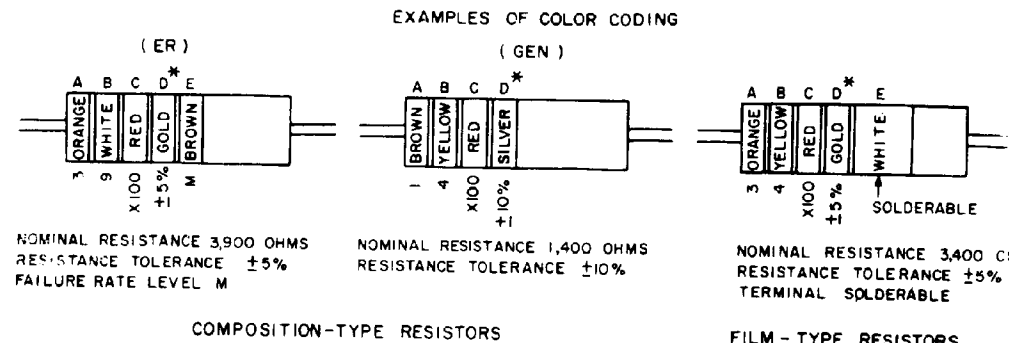 EXAMPLES OF COLOR CODING
(ER)
A B C D* E
ORANGE WHITE RED GOLD BROWN
3 9 X100 ±5% M
NOMINAL RESISTANCE 3,900 OHMS
RESISTANCE TOLERANCE ±5%
FAILURE RATE LEVEL M
(GEN)
A B C D*
BROWN YELLOW RED SILVER
1 4 X100 ±10%
NOMINAL RESISTANCE 1,400 OHMS
RESISTANCE TOLERANCE ±10%
COMPOSITION-TYPE RESISTORS
A B C D* E
ORANGE YELLOW RED GOLD WHITE
3 4 X100 ±5% SOLDERABLE
NOMINAL RESISTANCE 3,400
RESISTANCE TOLERANCE ±5%
TERMINAL SOLDERABLE
FILM-TYPE RESISTORS